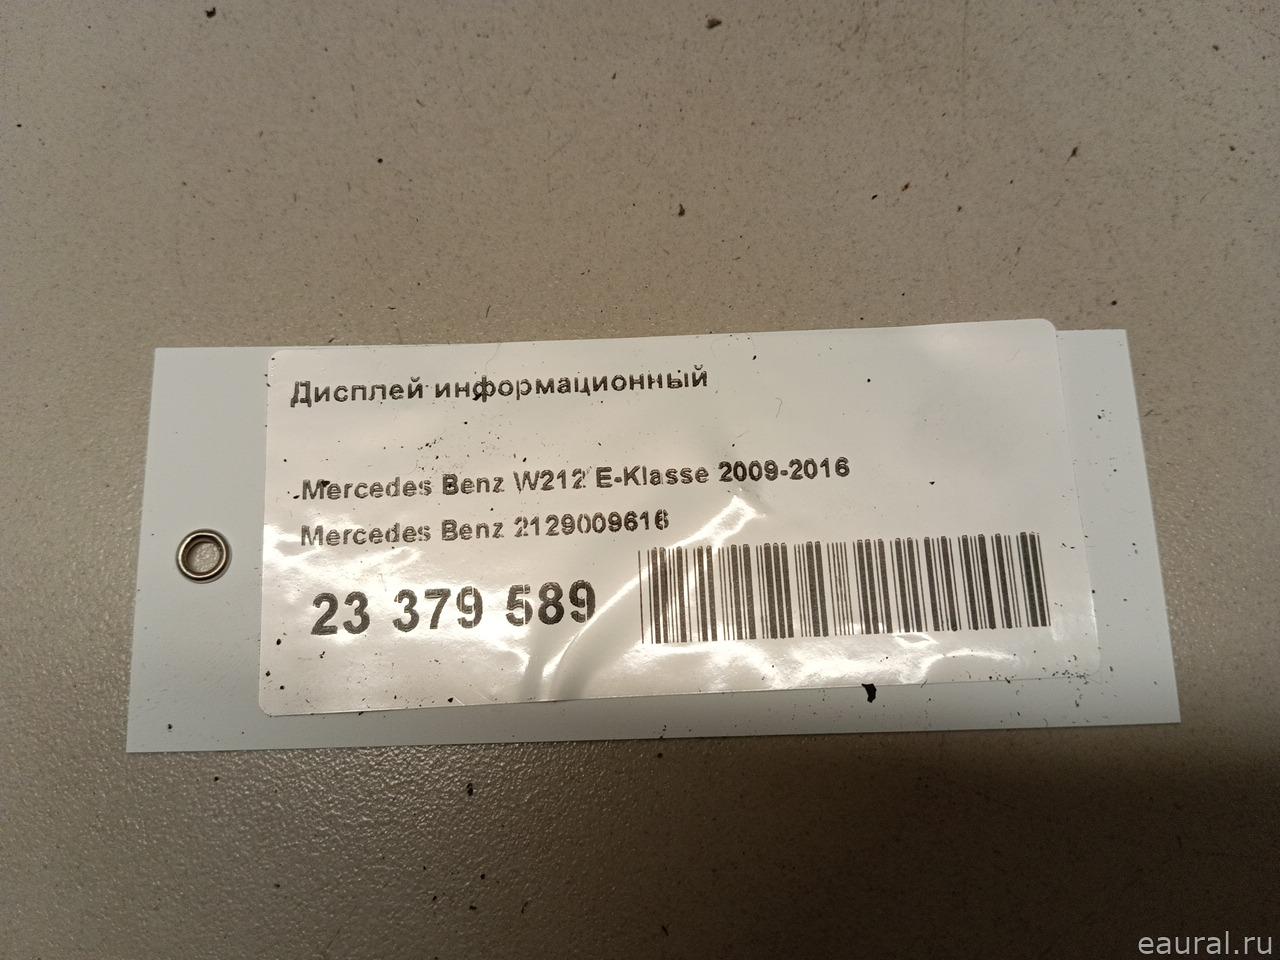 Дисплей информационный
Mercedes Benz W212 E-Klasse 2009-2016
Mercedes Benz 2129009616
23 379 589
eaural.ru